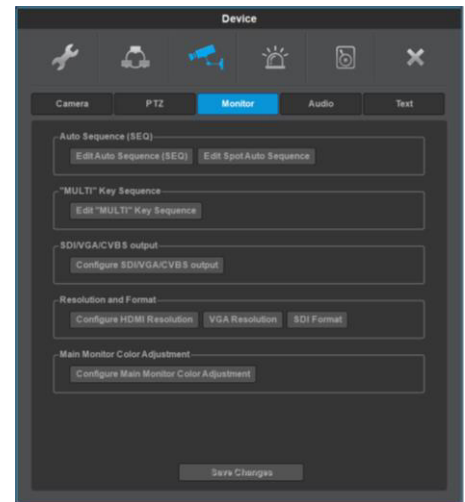 Device
Camera PTZ Monitor Audio Text
Auto Sequence (SEQ)
Edit Auto Sequence (SEQ) Edit Spot Auto Sequence
"MULTI" Key Sequence
Edit "MULTI" Key Sequence
SDI/VGA/CVBS output
Configure SDI/VGA/CVBS output
Resolution and Format
Configure HDMI Resolution VGA Resolution SDI Format
Main Monitor Color Adjustment
Configure Main Monitor Color Adjustment
Save Changes